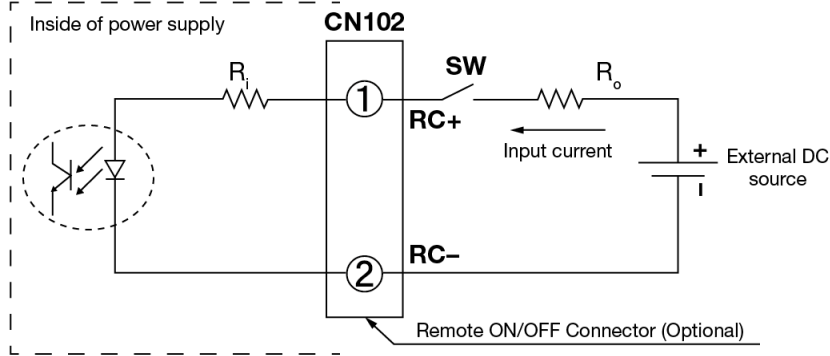 Inside of power supply
CN102
Ri
1
SW
Ro
RC+
Input current
+
External DC
source
-
RC−
2
Remote ON/OFF Connector (Optional)